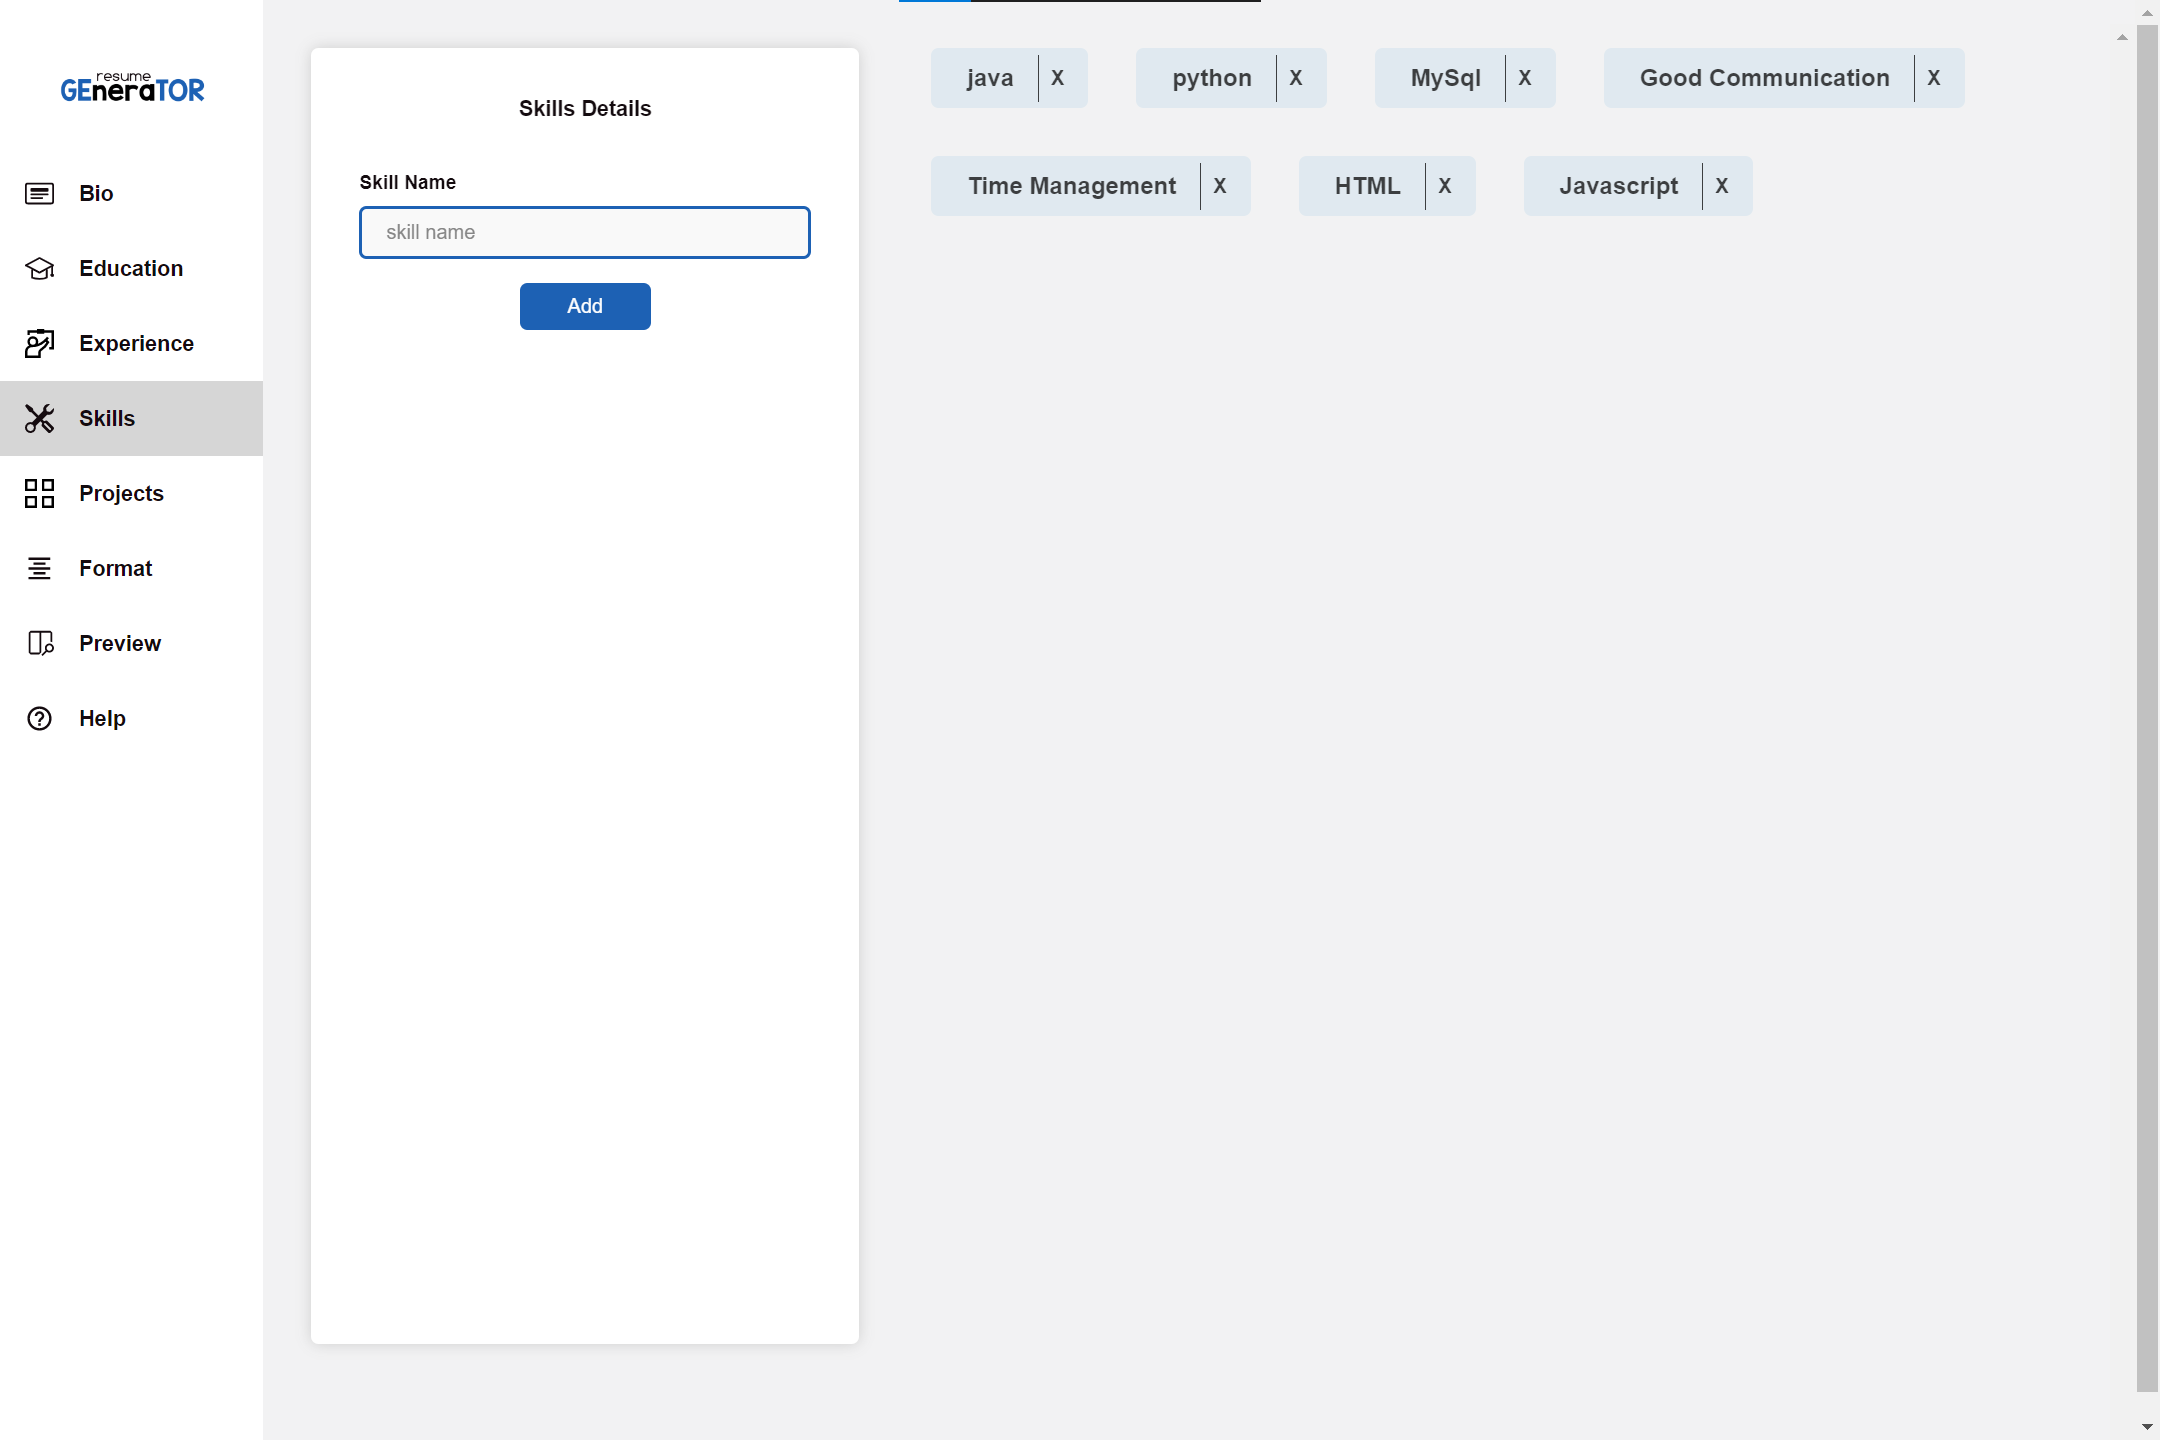 resume
GEneraTOR
Bio
Education
Experience
Skills
Projects
Format
Preview
Help
Skills Details
Skill Name
skill name
Add
java X python X MySql X Good Communication X
Time Management X HTML X Javascript X